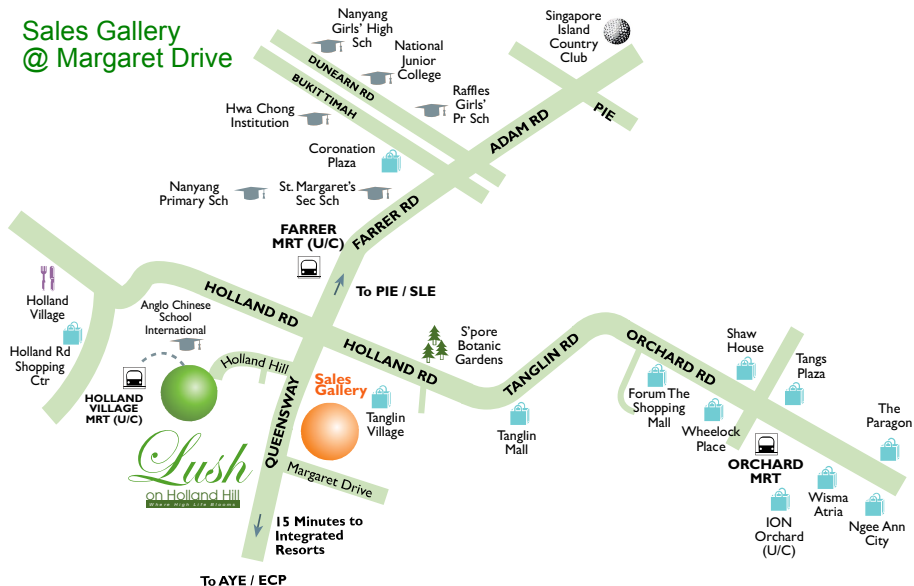 Sales Gallery
@ Margaret Drive
Nanyang
Girls' High
Sch
National
Junior
College
Singapore
Island
Country
Club
DUNEARN RD
BUKIT TIMAH
Hwa Chong
Institution
Raffles
Girls'
Pr Sch
PIE
ADAM RD
Coronation
Plaza
Nanyang
Primary Sch
St. Margaret's
Sec Sch
FARRER RD
FARRER
MRT (U/C)
To PIE / SLE
Holland
Village
Holland Rd
Shopping
Ctr
Anglo Chinese
School
International
HOLLAND RD
HOLLAND
VILLAGE
MRT (U/C)
Holland Hill
HOLLAND RD
S'pore
Botanic
Gardens
TANGLIN RD
ORCHARD RD
Shaw
House
Tangs
Plaza
Sales
Gallery
Tanglin
Village
QUEENSWAY
Tanglin
Mall
Forum The
Shopping
Mall
Wheelock
Place
The
Paragon
ORCHARD
MRT
Wisma
Atria
ION
Orchard
(U/C)
Ngee Ann
City
Lush
on Holland Hill
Where High Life Blooms
Margaret Drive
15 Minutes to
Integrated
Resorts
To AYE / ECP